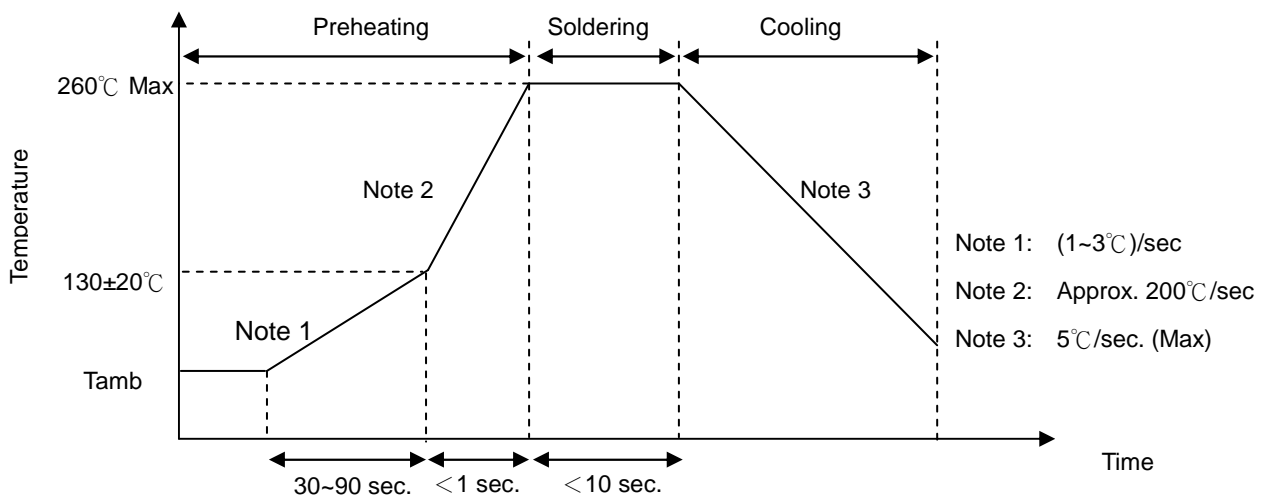 Preheating Soldering Cooling
260℃ Max
Temperature
Note 2
Note 3
130±20℃
Note 1
Tamb
Note 1: (1~3℃)/sec
Note 2: Approx. 200℃/sec
Note 3: 5℃/sec. (Max)
Time
30~90 sec. ＜1 sec. ＜10 sec.